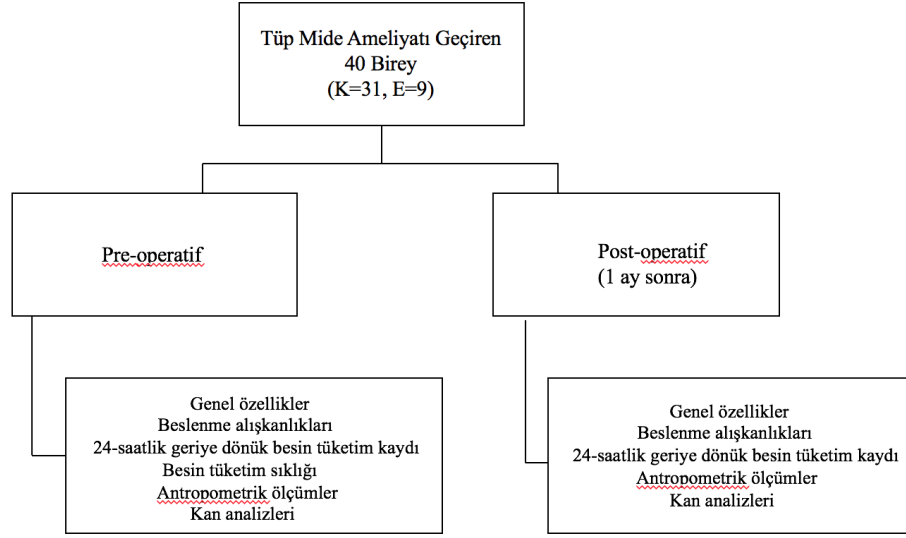 Tüp Mide Ameliyatı Geçiren
40 Birey
(K=31, E=9)
Pre-operatif
Post-operatif
(1 ay sonra)
Genel özellikler
Beslenme alışkanlıkları
24-saatlik geriye dönük besin tüketim kaydı
Besin tüketim sıklığı
Antropometrik ölçümler
Kan analizleri
Genel özellikler
Beslenme alışkanlıkları
24-saatlik geriye dönük besin tüketim kaydı
Antropometrik ölçümler
Kan analizleri